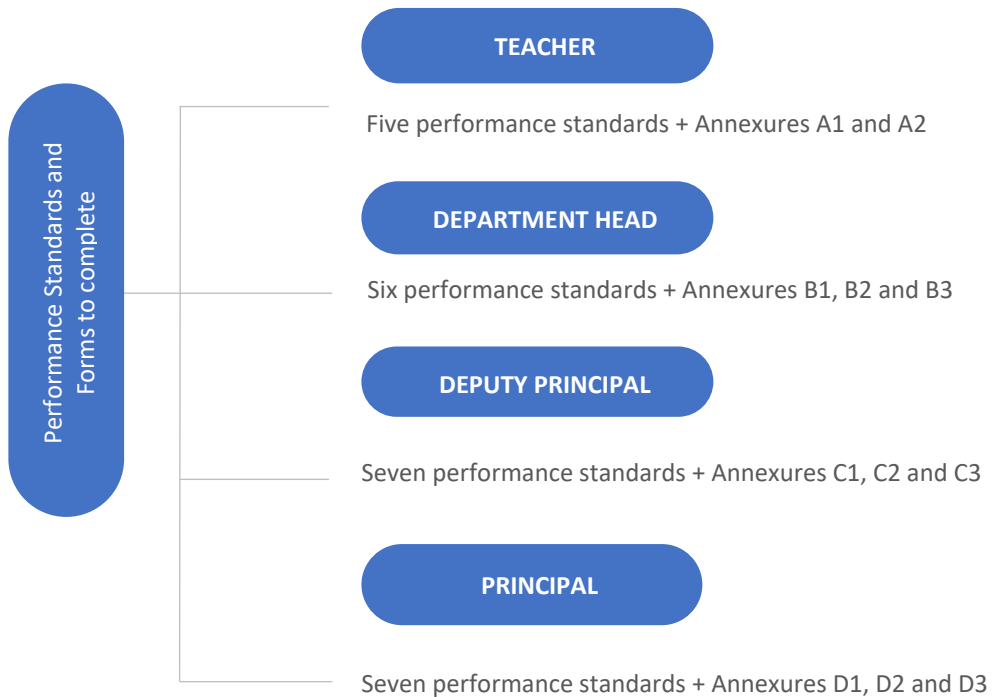 Performance Standards and
Forms to complete
TEACHER
Five performance standards + Annexures A1 and A2
DEPARTMENT HEAD
Six performance standards + Annexures B1, B2 and B3
DEPUTY PRINCIPAL
Seven performance standards + Annexures C1, C2 and C3
PRINCIPAL
Seven performance standards + Annexures D1, D2 and D3